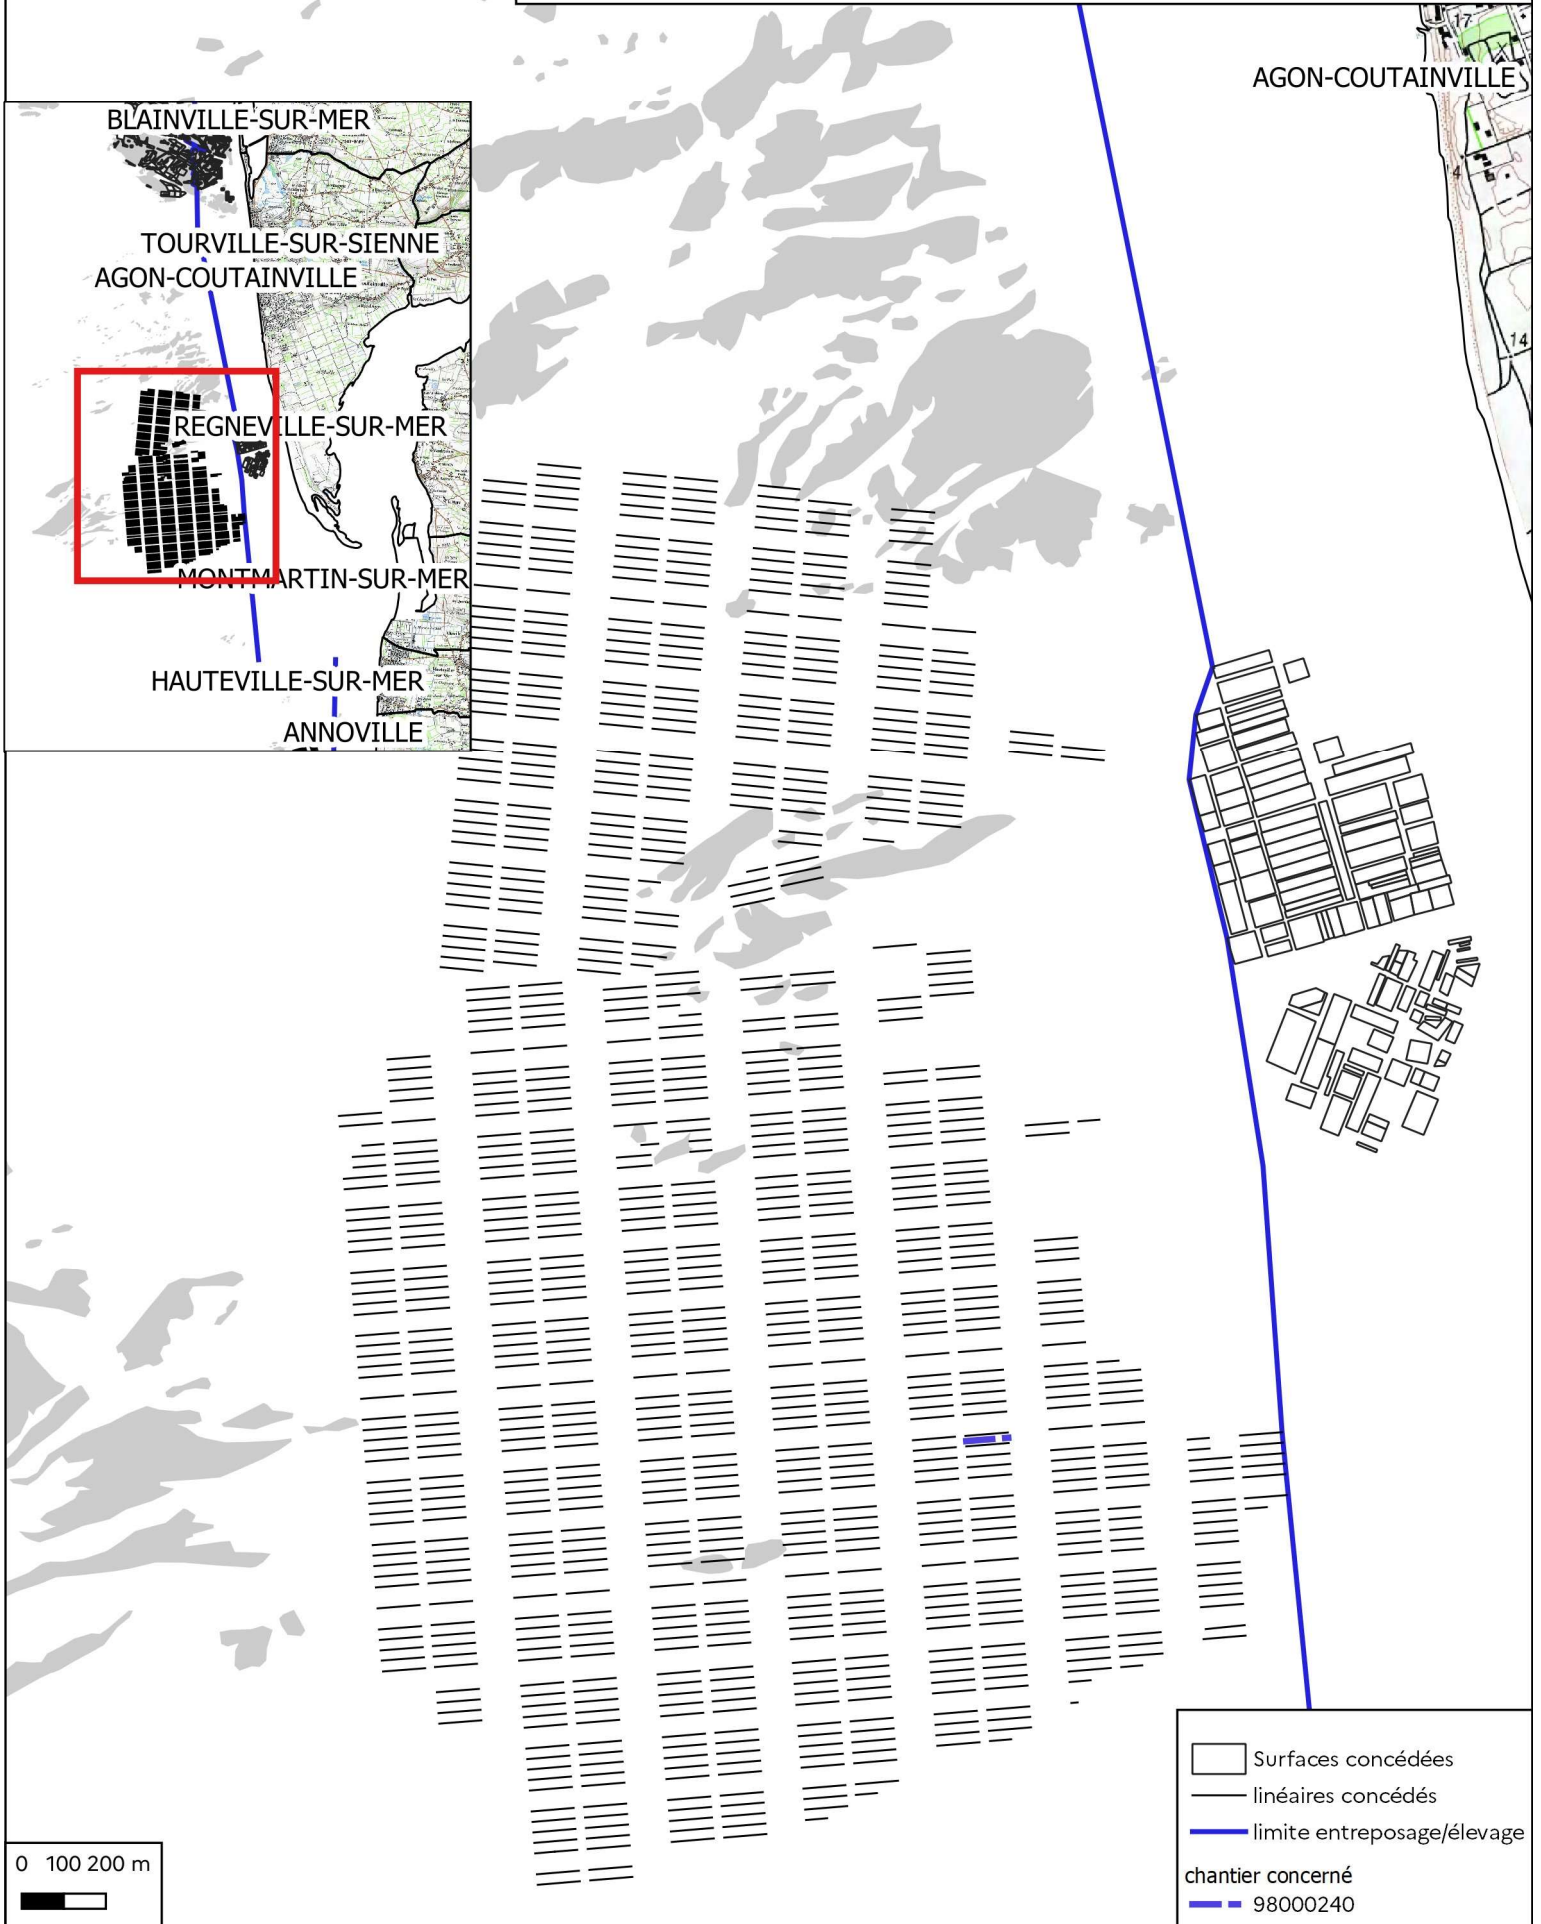 17
AGON-COUTAINVILLE
BLAINVILLE-SUR-MER
4
TOURVILLE-SUR-SIENNE
AGON-COUTAINVILLE
14
REGNEVILLE-SUR-MER
MONTMARTIN-SUR-MER
HAUTEVILLE-SUR-MER
ANNOVILLE
Surfaces concédées
linéaires concédés
limite entreposage/élevage
chantier concerné
98000240
0 100 200 m